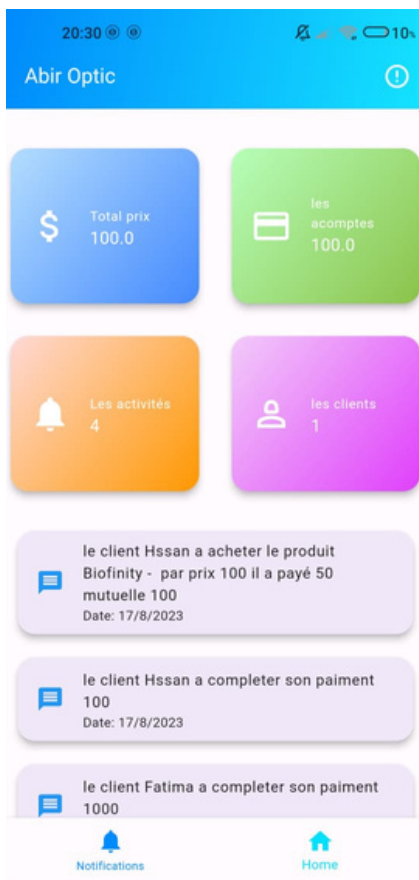 20:30
10%
Abir Optic
Total prix
100.0
les
acomptes
100.0
Les activités
4
les clients
1
le client Hssan a acheter le produit
Biofinity - par prix 100 il a payé 50
mutuelle 100
Date: 17/8/2023
le client Hssan a completer son paiment
100
Date: 17/8/2023
le client Fatima a completer son paiment
1000
Notifications
Home